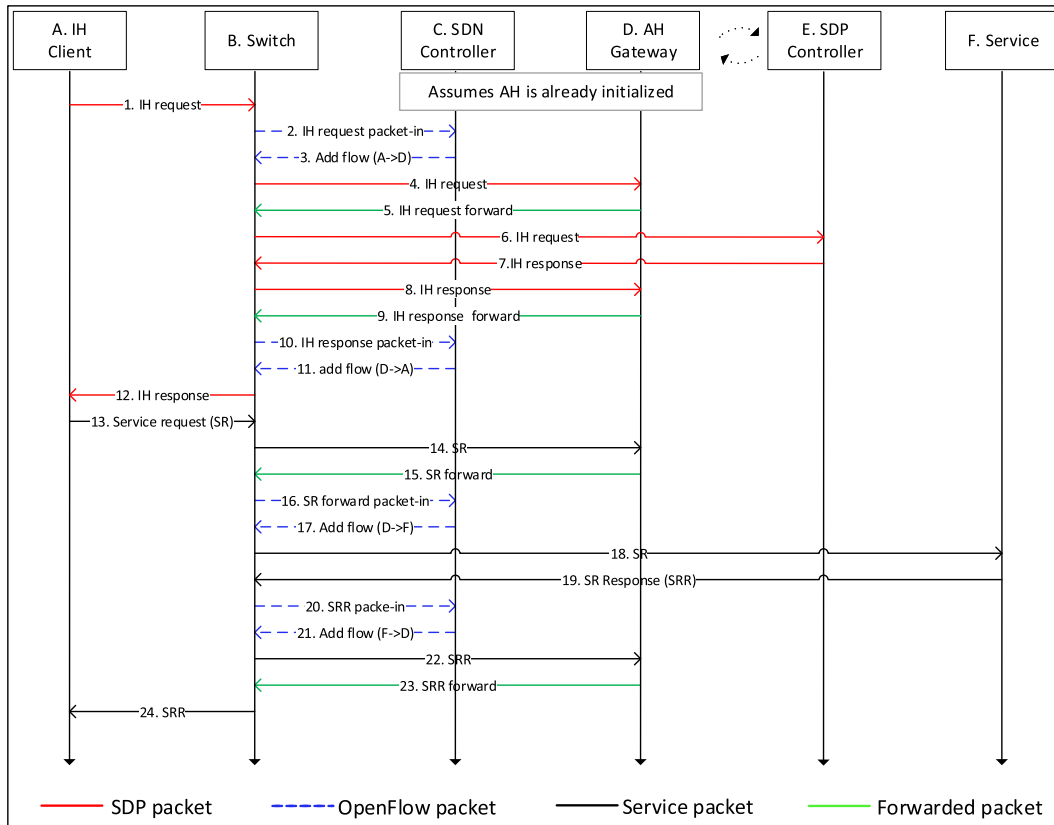 A. IH
Client
B. Switch
C. SDN
Controller
D. AH
Gateway
E. SDP
Controller
F. Service
Assumes AH is already initialized
1. IH request
2. IH request packet-in
3. Add flow (A->D)
4. IH request
5. IH request forward
6. IH request
7.IH response
8. IH response
9. IH response forward
10. IH response packet-in
11. add flow (D->A)
12. IH response
13. Service request (SR)
14. SR
15. SR forward
16. SR forward packet-in
17. Add flow (D->F)
18. SR
19. SR Response (SRR)
20. SRR packe-in
21. Add flow (F->D)
22. SRR
23. SRR forward
24. SRR
SDP packet
OpenFlow packet
Service packet
Forwarded packet